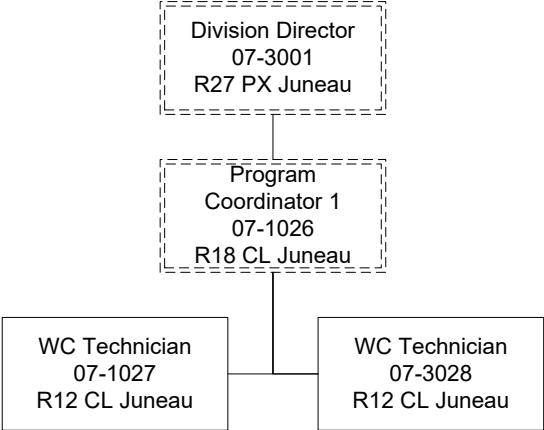 Division Director
07-3001
R27 PX Juneau
Program
Coordinator 1
07-1026
R18 CL Juneau
WC Technician
07-1027
R12 CL Juneau
WC Technician
07-3028
R12 CL Juneau